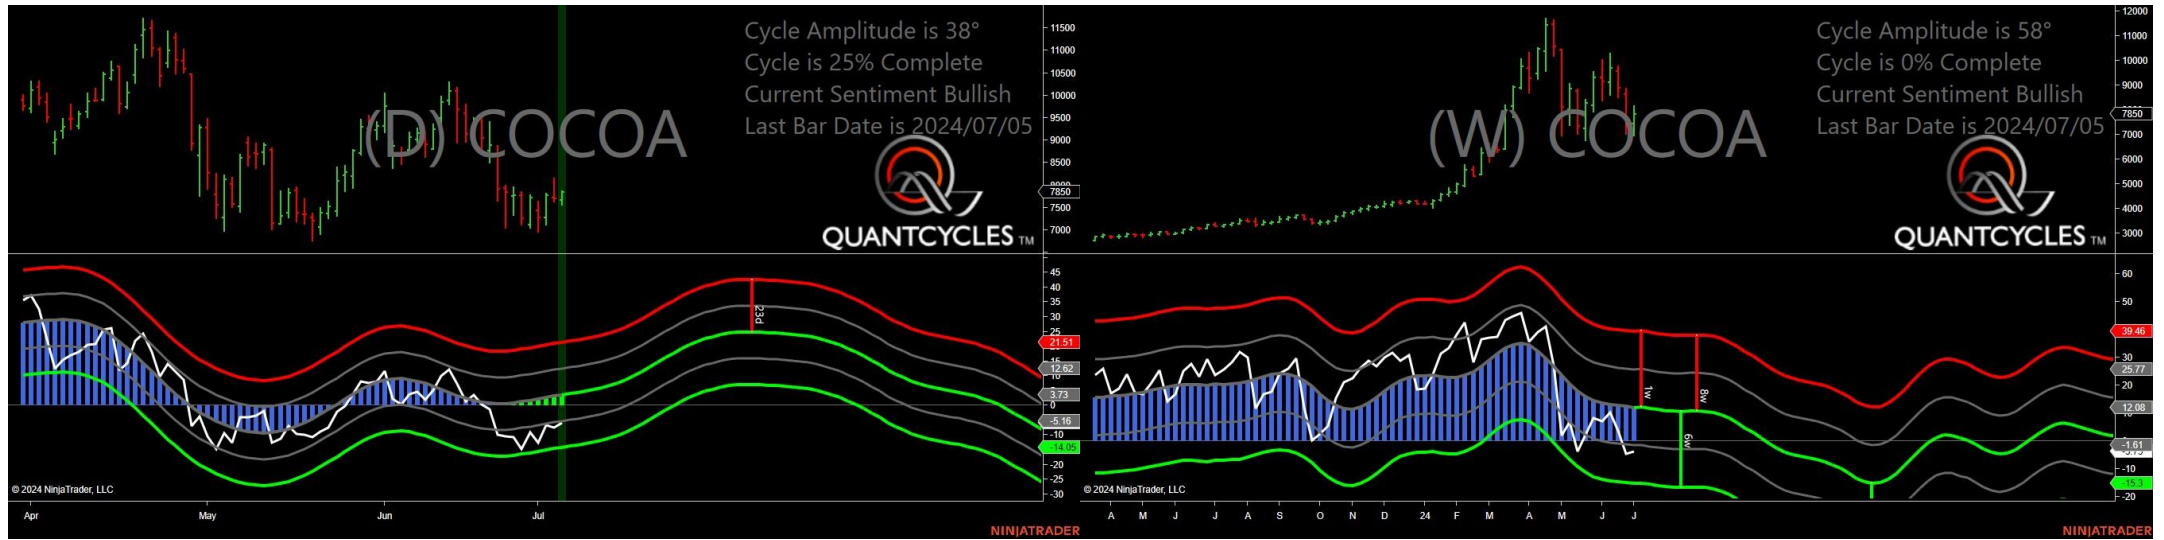 Cycle Amplitude is 38°
Cycle is 25% Complete
Current Sentiment Bullish
Last Bar Date is 2024/07/05
(D) COCOA
QUANTCYCLES TM
11500
11000
10500
10000
9500
9000
8500
7850
7500
7000
45
40
35
30
25
21.51
15
12.62
3.73
0
-5.16
-10
-14.05
-20
-25
-30
23d
© 2024 NinjaTrader, LLC
Apr
May
Jun
Jul
NINJATRADER
Cycle Amplitude is 58°
Cycle is 0% Complete
Current Sentiment Bullish
Last Bar Date is 2024/07/05
(W) COCOA
QUANTCYCLES TM
12000
11000
10000
9000
7850
7000
6000
5000
4000
3000
60
50
39.46
30
25.77
20
12.08
-1.61
-10
-15.3
-20
1w
8w
6w
© 2024 NinjaTrader, LLC
A M J J A S O N D 24 F M A M J J
NINJATRADER